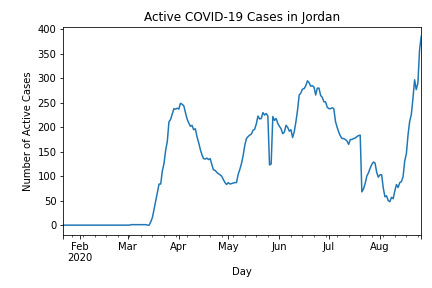 Active COVID-19 Cases in Jordan
400
350
300
250
200
150
100
50
0
Number of Active Cases
Feb Mar Apr May Jun Jul Aug
2020
Day